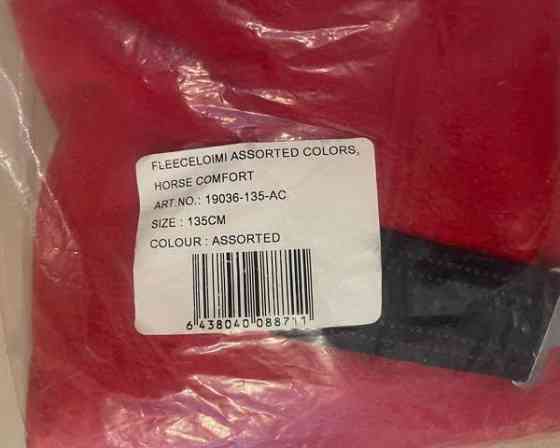 FLEECELOIMI ASSORTED COLORS,
HORSE COMFORT
ART.NO.: 19036-135-AC
SIZE : 135CM
COLOUR : ASSORTED
6 438040 088711